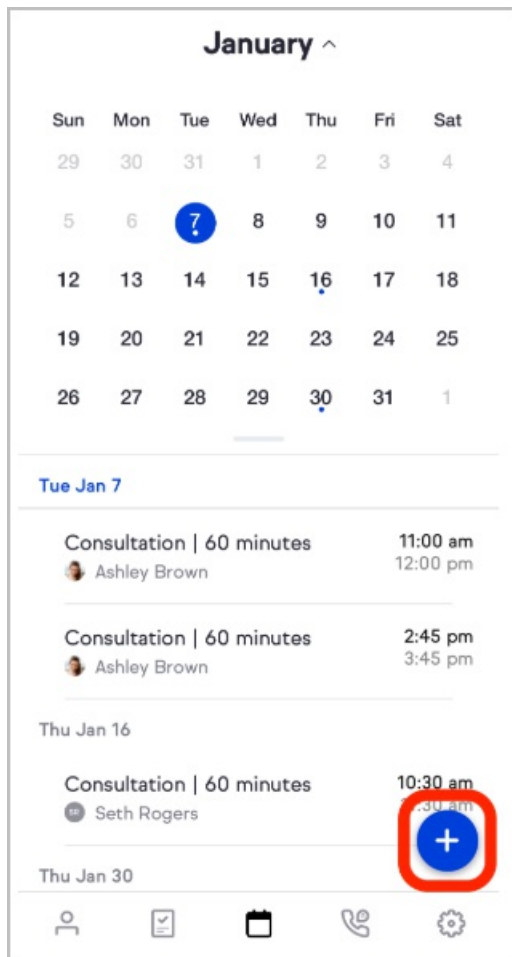 January
Sun Mon Tue Wed Thu Fri Sat
29 30 31 1 2 3 4
5 6 7 8 9 10 11
12 13 14 15 16 17 18
19 20 21 22 23 24 25
26 27 28 29 30 31 1
Tue Jan 7
Consultation | 60 minutes 11:00 am
Ashley Brown 12:00 pm
Consultation | 60 minutes 2:45 pm
Ashley Brown 3:45 pm
Thu Jan 16
Consultation | 60 minutes 10:30 am
Seth Rogers
Thu Jan 30